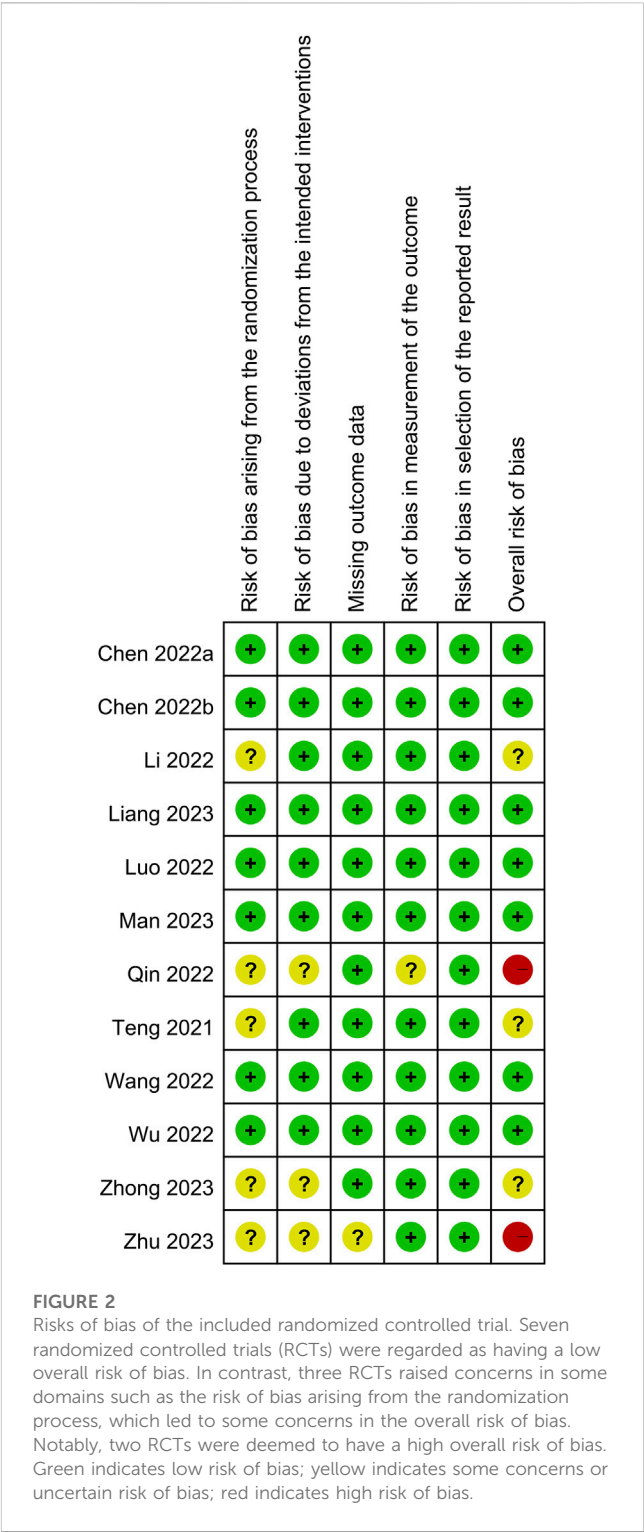 Risk of bias arising from the randomization process
Risk of bias due to deviations from the intended interventions
Missing outcome data
Risk of bias in measurement of the outcome
Risk of bias in selection of the reported result
Overall risk of bias
Chen 2022a + + + + + +
Chen 2022b + + + + + +
Li 2022 ? + + + + ?
Liang 2023 + + + + + +
Luo 2022 + + + + + +
Man 2023 + + + + + +
Qin 2022 ? ? + ? + −
Teng 2021 ? + + + + ?
Wang 2022 + + + + + +
Wu 2022 + + + + + +
Zhong 2023 ? ? + + + ?
Zhu 2023 ? ? ? + + −
FIGURE 2
Risks of bias of the included randomized controlled trial. Seven
randomized controlled trials (RCTs) were regarded as having a low
overall risk of bias. In contrast, three RCTs raised concerns in some
domains such as the risk of bias arising from the randomization
process, which led to some concerns in the overall risk of bias.
Notably, two RCTs were deemed to have a high overall risk of bias.
Green indicates low risk of bias; yellow indicates some concerns or
uncertain risk of bias; red indicates high risk of bias.